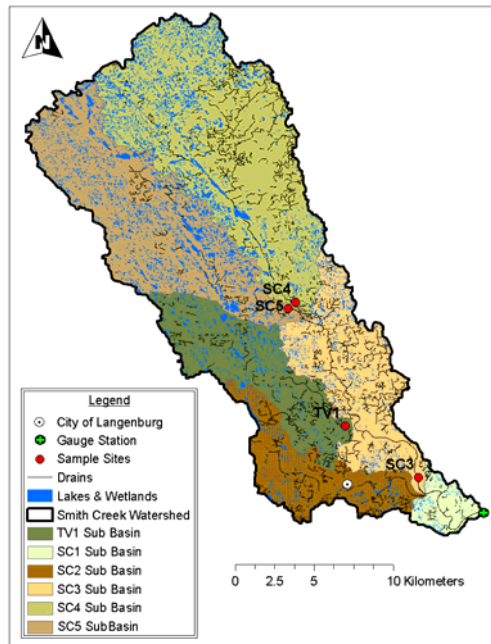 N
SC4
SC5
TV1
SC3
Legend
City of Langenburg
Gauge Station
Sample Sites
Drains
Lakes & Wetlands
Smith Creek Watershed
TV1 Sub Basin
SC1 Sub Basin
SC2 Sub Basin
SC3 Sub Basin
SC4 Sub Basin
SC5 SubBasin
0 2.5 5 10 Kilometers